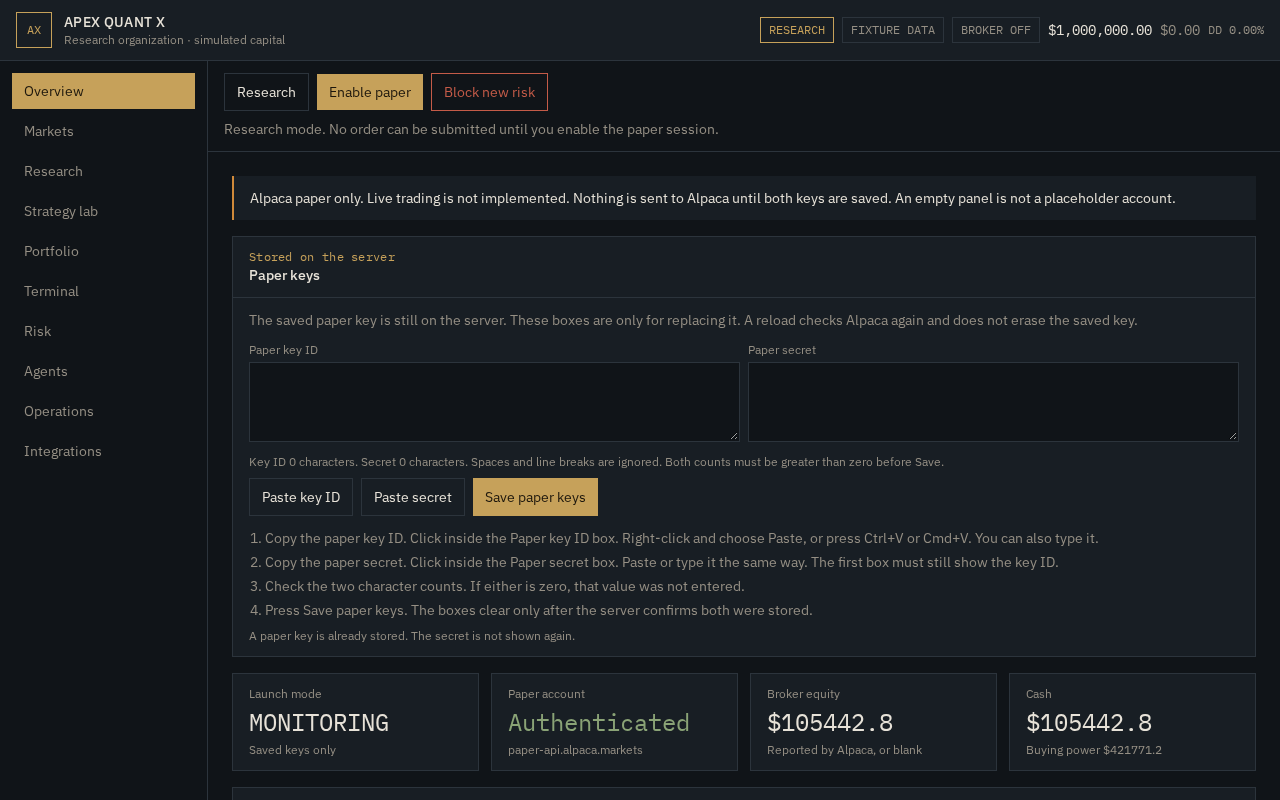 AX
APEX QUANT X
Research organization · simulated capital
RESEARCH
FIXTURE DATA
BROKER OFF
$1,000,000.00
$0.00
DD 0.00%
Overview
Markets
Research
Strategy lab
Portfolio
Terminal
Risk
Agents
Operations
Integrations
Research
Enable paper
Block new risk
Research mode. No order can be submitted until you enable the paper session.
Alpaca paper only. Live trading is not implemented. Nothing is sent to Alpaca until both keys are saved. An empty panel is not a placeholder account.
Stored on the server
Paper keys
The saved paper key is still on the server. These boxes are only for replacing it. A reload checks Alpaca again and does not erase the saved key.
Paper key ID
Paper secret
Key ID 0 characters. Secret 0 characters. Spaces and line breaks are ignored. Both counts must be greater than zero before Save.
Paste key ID
Paste secret
Save paper keys
1. Copy the paper key ID. Click inside the Paper key ID box. Right-click and choose Paste, or press Ctrl+V or Cmd+V. You can also type it.
2. Copy the paper secret. Click inside the Paper secret box. Paste or type it the same way. The first box must still show the key ID.
3. Check the two character counts. If either is zero, that value was not entered.
4. Press Save paper keys. The boxes clear only after the server confirms both were stored.
A paper key is already stored. The secret is not shown again.
Launch mode
MONITORING
Saved keys only
Paper account
Authenticated
paper-api.alpaca.markets
Broker equity
$105442.8
Reported by Alpaca, or blank
Cash
$105442.8
Buying power $421771.2